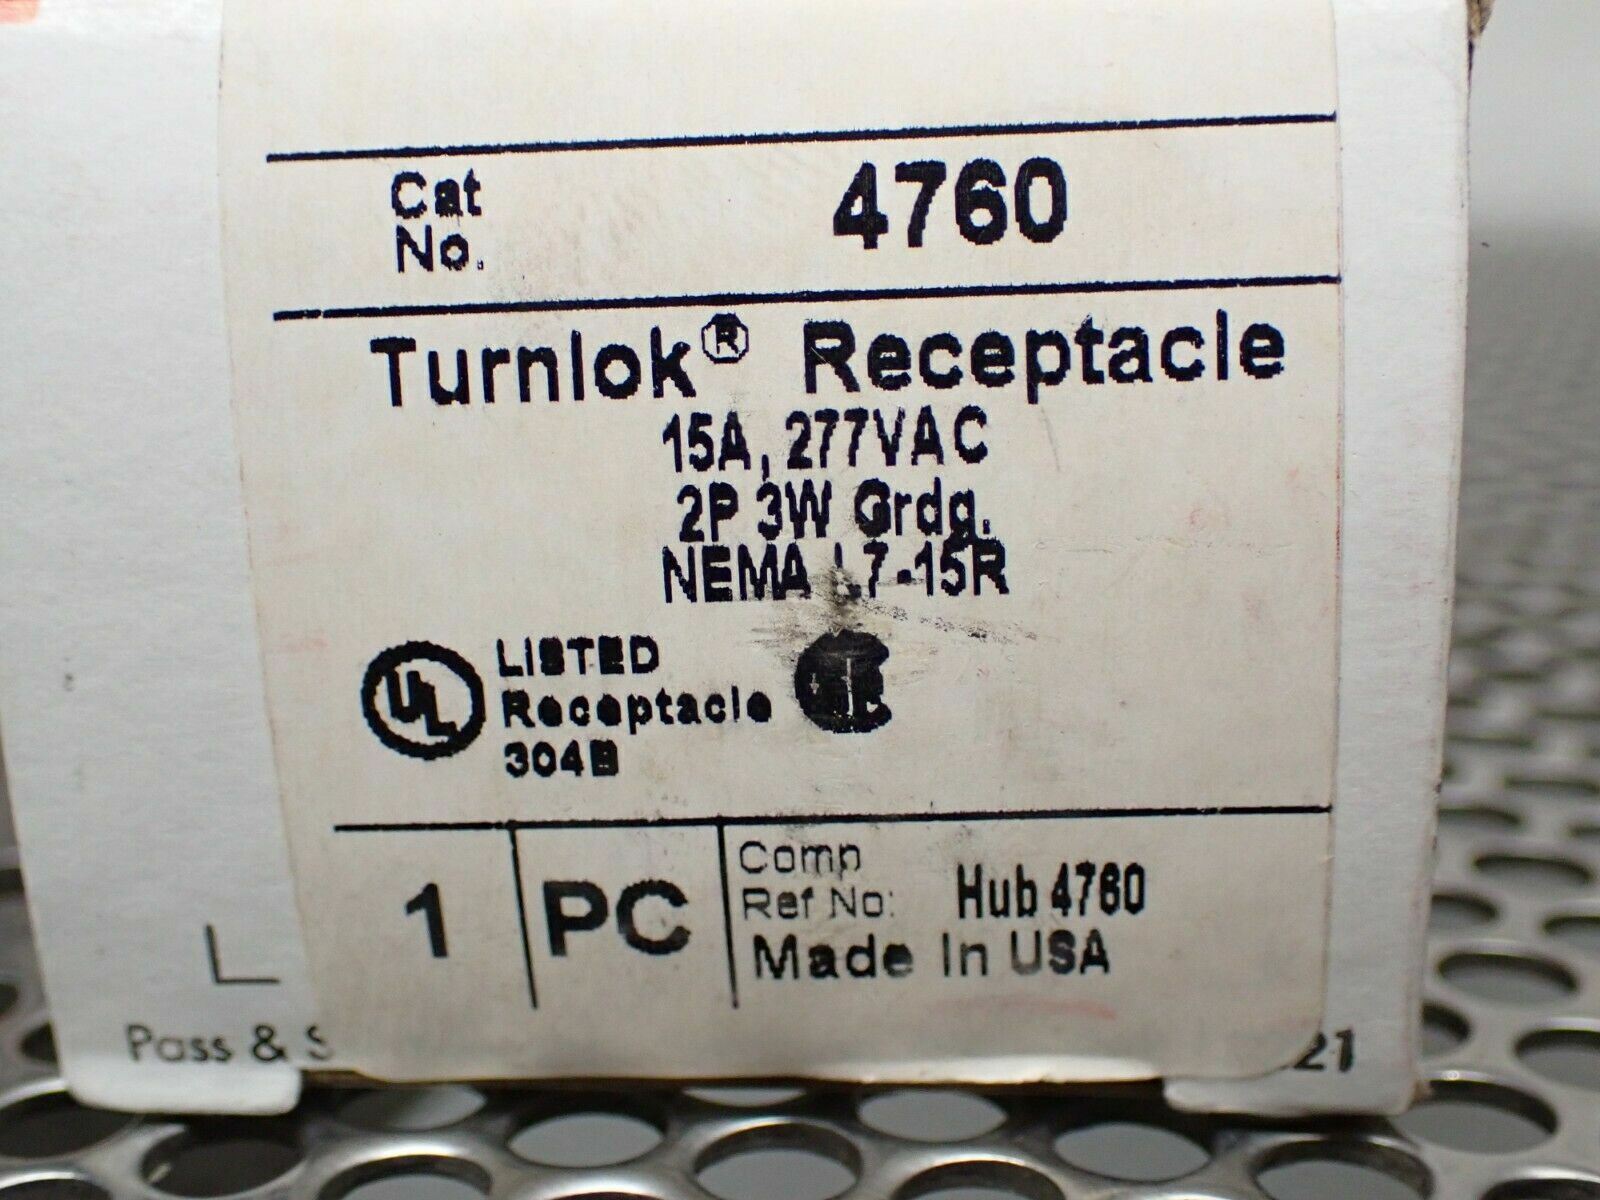 Cat No. 4760
Turnlok® Receptacle
15A, 277VAC
2P 3W Grdg.
NEMA L7-15R
UL LISTED
Receptacle
304B
1 PC
Comp
Ref No: Hub 4760
Made In USA
L
Pass & S
21